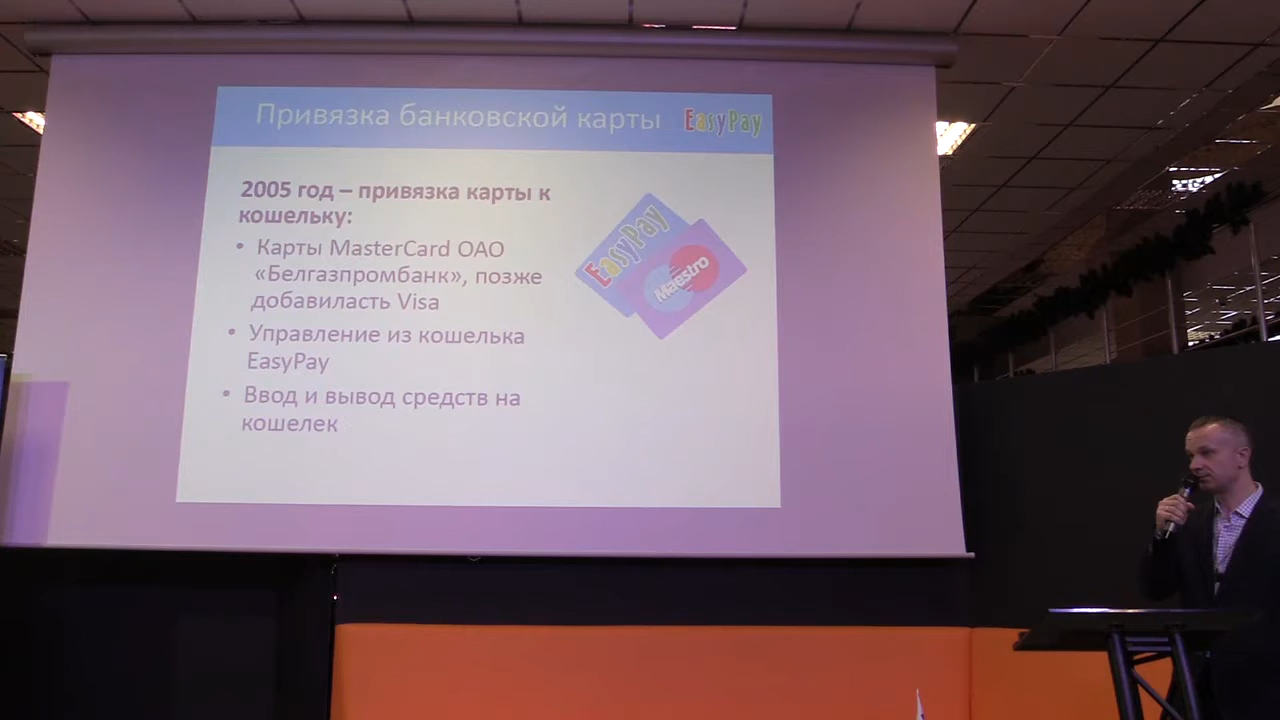 Привязка банковской карты
EasyPay
2005 год – привязка карты к
кошельку:
• Карты MasterCard ОАО
«Белгазпромбанк», позже
добавиласть Visa
• Управление из кошелька
EasyPay
• Ввод и вывод средств на
кошелек
EasyPay
Maestro